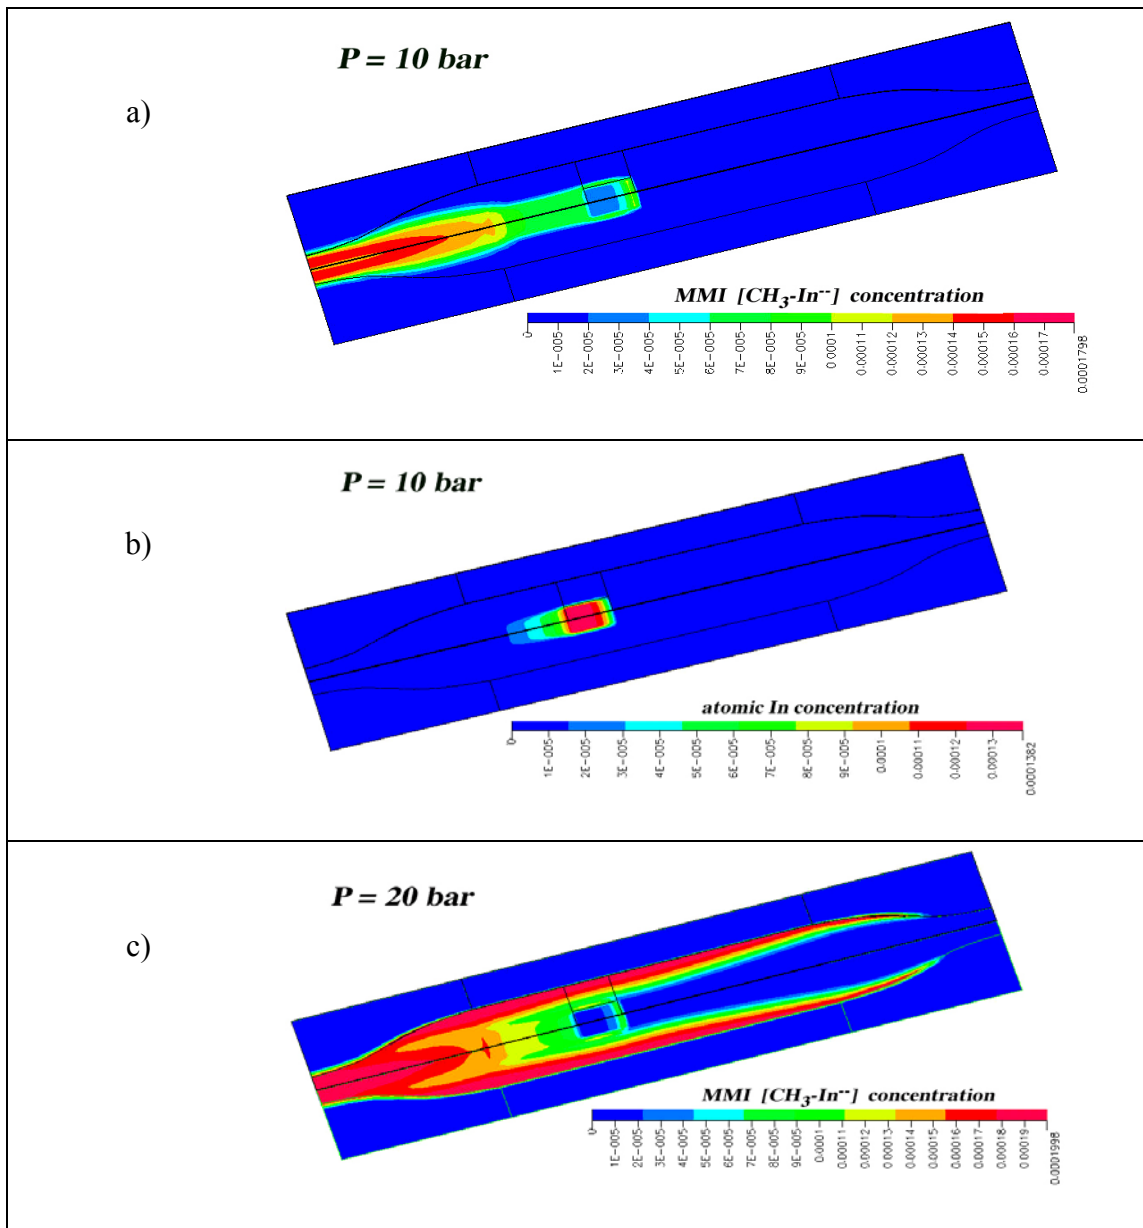 P = 10 bar
a)
MMI [CH3-In--] concentration
0 1E-005 2E-005 3E-005 4E-005 5E-005 6E-005 7E-005 8E-005 9E-005 0.0001 0.00011 0.00012 0.00013 0.00014 0.00015 0.00016 0.00017 0.0001798
P = 10 bar
b)
atomic In concentration
0 1E-005 2E-005 3E-005 4E-005 5E-005 6E-005 7E-005 8E-005 9E-005 0.0001 0.00011 0.00012 0.00013 0.0001382
P = 20 bar
c)
MMI [CH3-In--] concentration
0 1E-005 2E-005 3E-005 4E-005 5E-005 6E-005 7E-005 8E-005 9E-005 0.0001 0.00011 0.00012 0.00013 0.00014 0.00015 0.00016 0.00017 0.00018 0.00019 0.0001998